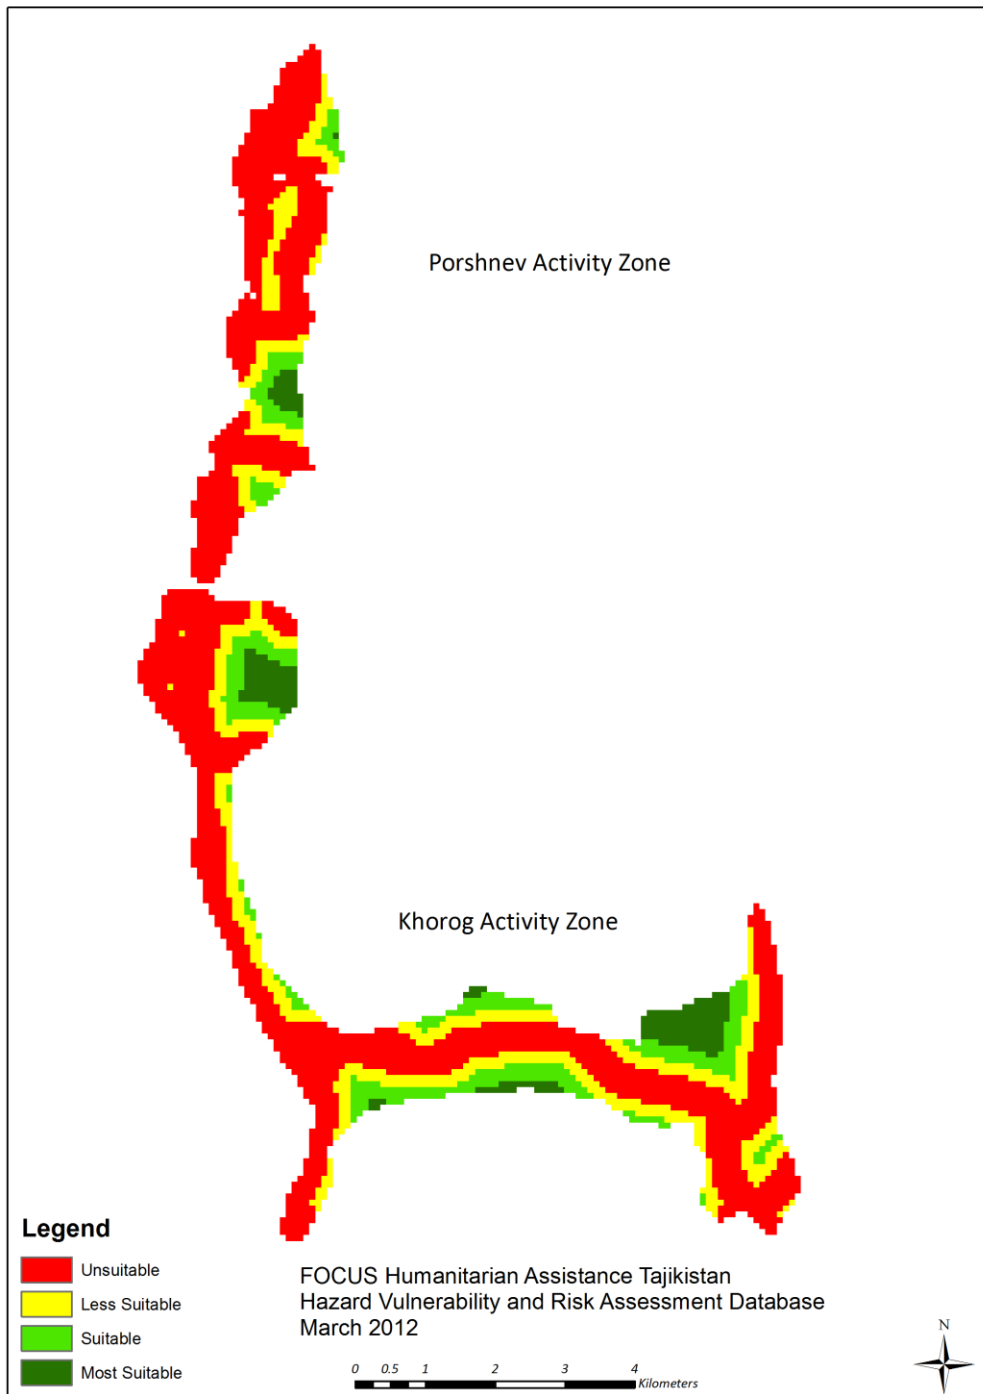 Porshnev Activity Zone
Khorog Activity Zone
Legend
Unsuitable
Less Suitable
Suitable
Most Suitable
FOCUS Humanitarian Assistance Tajikistan
Hazard Vulnerability and Risk Assessment Database
March 2012
0 0.5 1 2 3 4
Kilometers
N